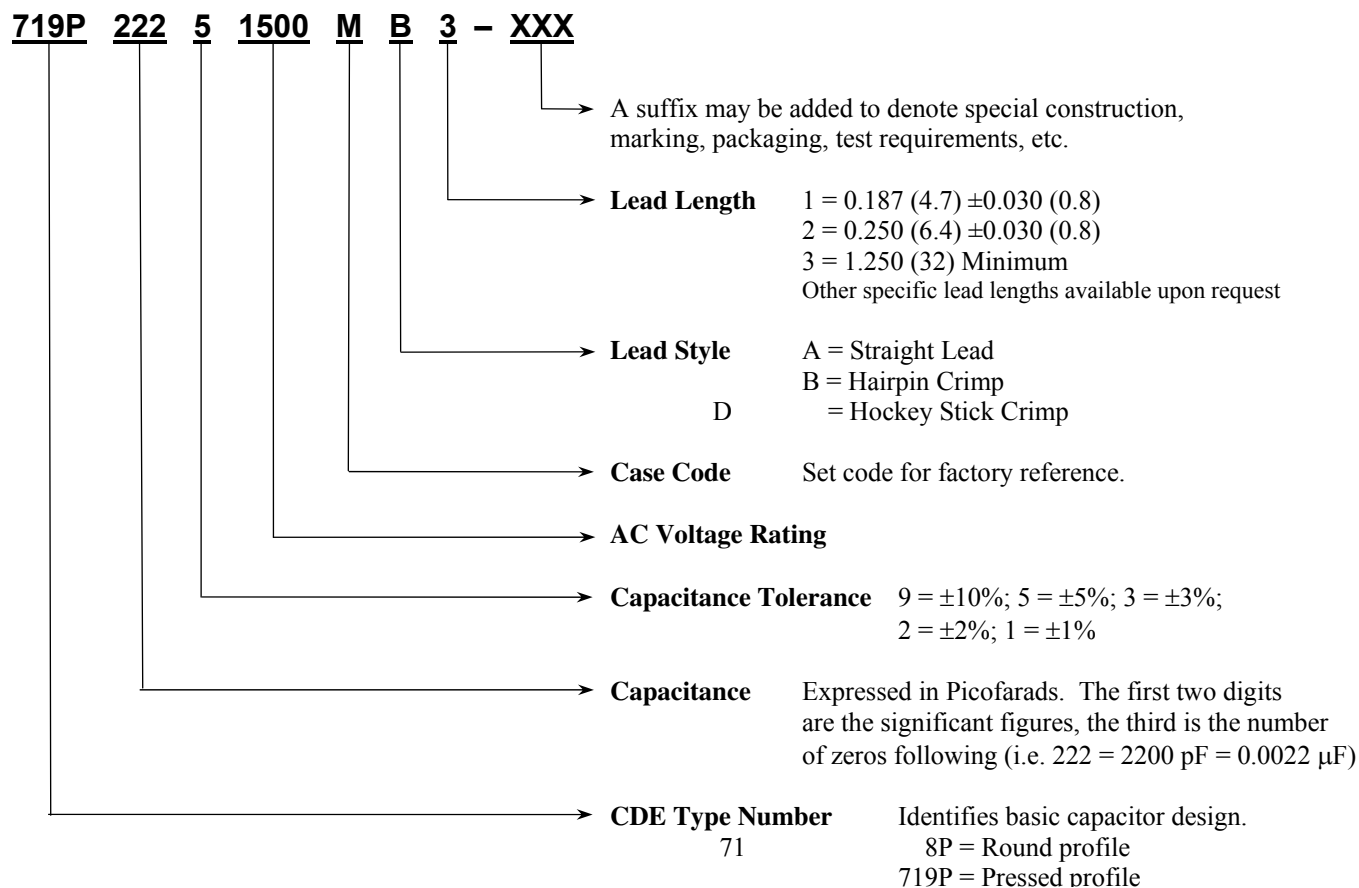 719P 222 5 1500 M B 3 – XXX
A suffix may be added to denote special construction,
marking, packaging, test requirements, etc.
Lead Length 1 = 0.187 (4.7) ±0.030 (0.8)
2 = 0.250 (6.4) ±0.030 (0.8)
3 = 1.250 (32) Minimum
Other specific lead lengths available upon request
Lead Style A = Straight Lead
B = Hairpin Crimp
D = Hockey Stick Crimp
Case Code Set code for factory reference.
AC Voltage Rating
Capacitance Tolerance 9 = ±10%; 5 = ±5%; 3 = ±3%;
2 = ±2%; 1 = ±1%
Capacitance Expressed in Picofarads. The first two digits
are the significant figures, the third is the number
of zeros following (i.e. 222 = 2200 pF = 0.0022 µF)
CDE Type Number Identifies basic capacitor design.
71 8P = Round profile
719P = Pressed profile